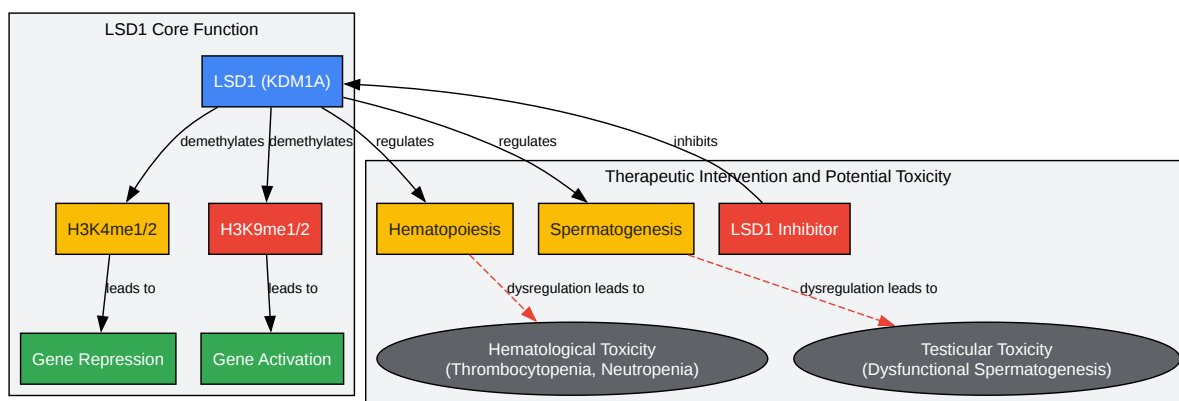 LSD1 Core Function
LSD1 (KDM1A)
demethylates
demethylates
regulates
regulates
inhibits
Therapeutic Intervention and Potential Toxicity
H3K4me1/2
H3K9me1/2
Hematopoiesis
Spermatogenesis
LSD1 Inhibitor
leads to
leads to
dysregulation leads to
dysregulation leads to
Gene Repression
Gene Activation
Hematological Toxicity
(Thrombocytopenia, Neutropenia)
Testicular Toxicity
(Dysfunctional Spermatogenesis)